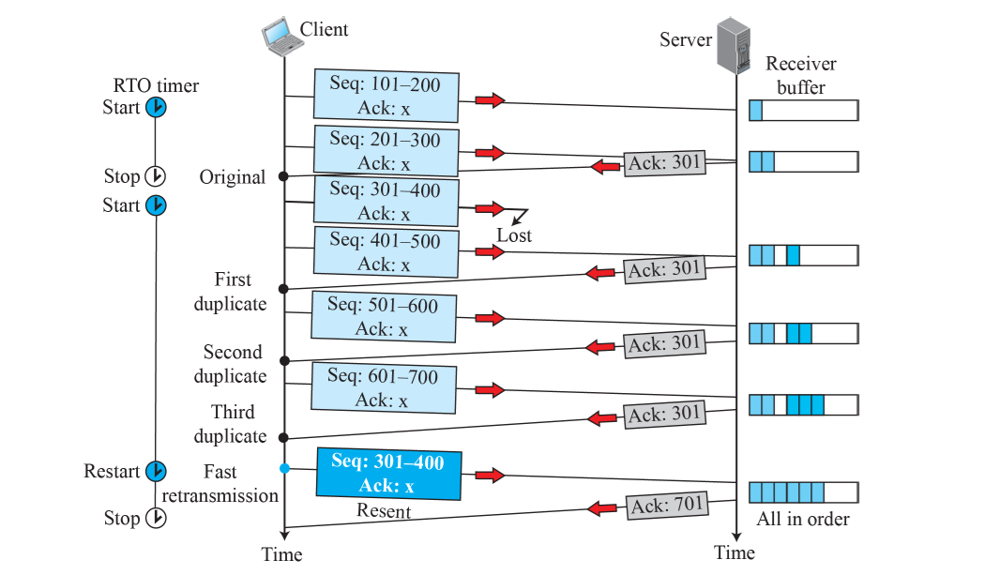 Client
Server
Receiver
buffer
RTO timer
Start
Seq: 101–200
Ack: x
Seq: 201–300
Ack: x
Ack: 301
Stop
Original
Start
Seq: 301–400
Ack: x
Lost
Seq: 401–500
Ack: x
Ack: 301
First
duplicate
Seq: 501–600
Ack: x
Ack: 301
Second
duplicate
Seq: 601–700
Ack: x
Ack: 301
Third
duplicate
Restart
Fast
retransmission
Seq: 301–400
Ack: x
Resent
Ack: 701
All in order
Stop
Time
Time